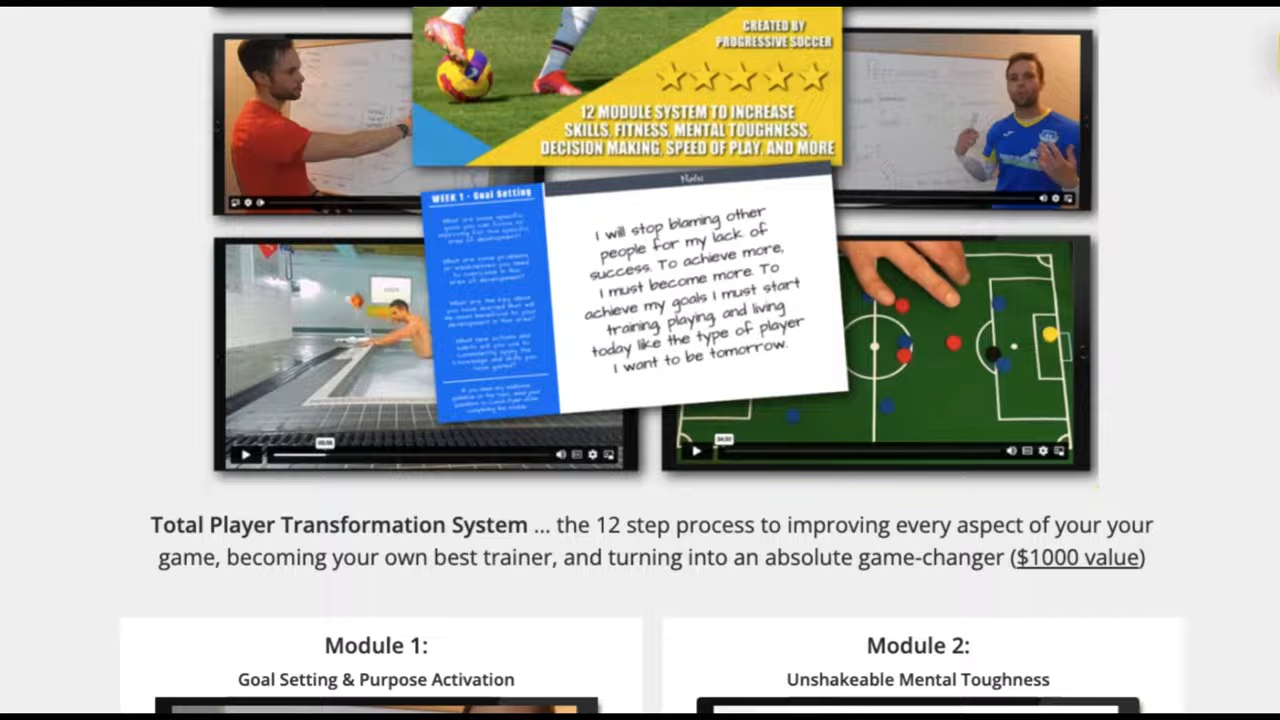 CREATED BY
PROGRESSIVE SOCCER
12 MODULE SYSTEM TO INCREASE
SKILLS, FITNESS, MENTAL TOUGHNESS,
DECISION MAKING, SPEED OF PLAY, AND MORE
WEEK 1 - Goal Setting
Notes
I will stop blaming other
people for my lack of
success. To achieve more,
I must become more. To
achieve my goals I must start
training, playing, and living
today like the type of player
I want to be tomorrow.
Total Player Transformation System ... the 12 step process to improving every aspect of your your
game, becoming your own best trainer, and turning into an absolute game-changer ($1000 value)
Module 1:
Goal Setting & Purpose Activation
Module 2:
Unshakeable Mental Toughness